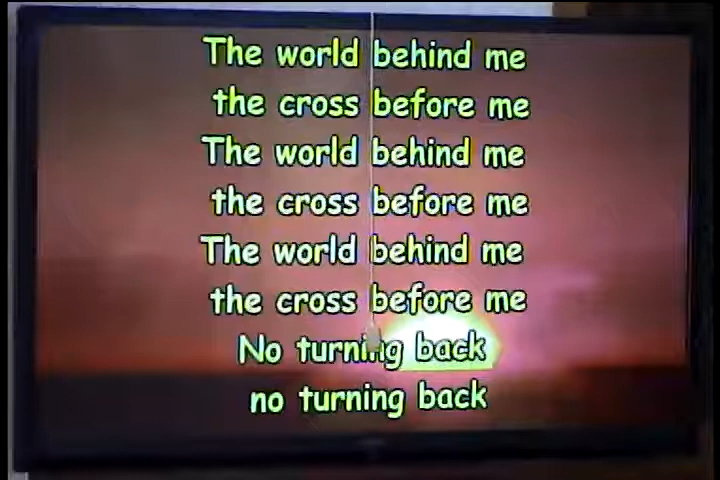 The world behind me
the cross before me
The world behind me
the cross before me
The world behind me
the cross before me
No turning back
no turning back